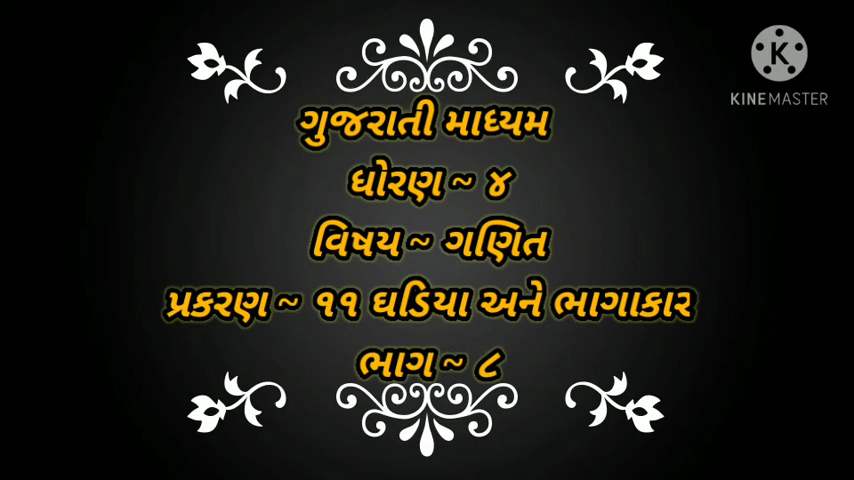 KINEMASTER
ગુજરાતી માધ્યમ
ધોરણ ~ ૪
વિષય ~ ગણિત
પ્રકરણ ~ ૧૧ ઘડિયા અને ભાગાકાર
ભાગ ~ ૮